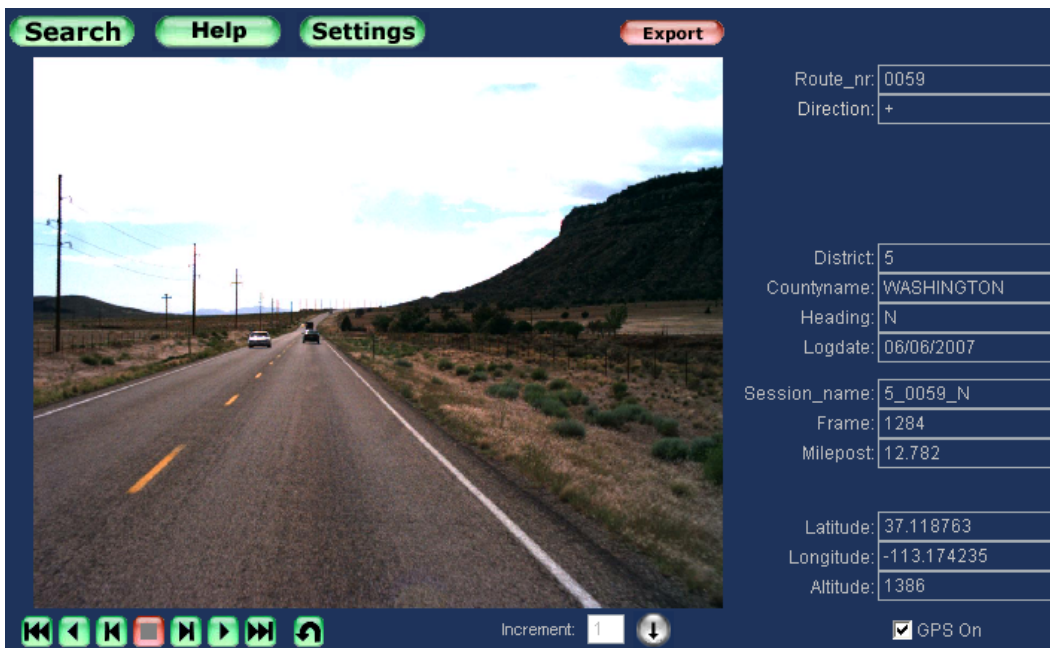 Search Help Settings Export
Route_nr: 0059
Direction: +
District: 5
Countyname: WASHINGTON
Heading: N
Logdate: 06/06/2007
Session_name: 5_0059_N
Frame: 1284
Milepost: 12.782
Latitude: 37.118763
Longitude: -113.174235
Altitude: 1386
Increment: 1
GPS On